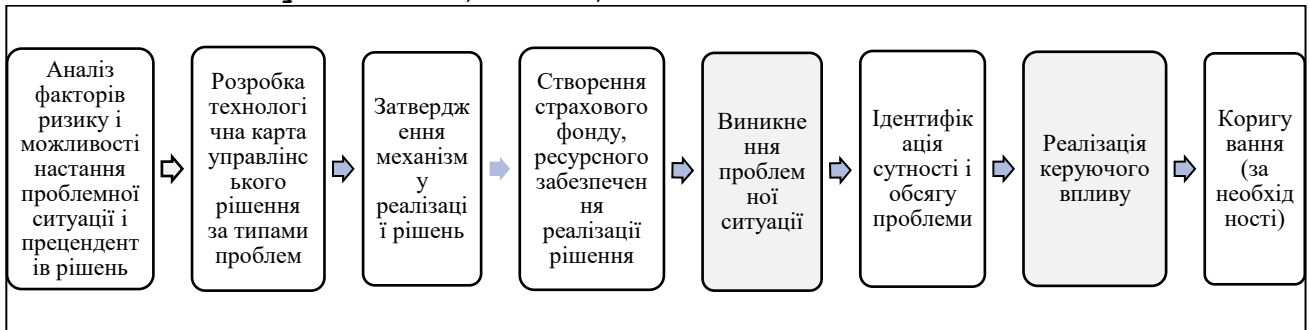 Аналіз
факторів
ризику і
можливості
настання
проблемної
ситуації і
прецедент
ів рішень
Розробка
технологі
чна карта
управлінс
ького
рішення
за типами
проблем
Затвердж
ення
механізм
у
реалізаці
ї рішень
Створення
страхового
фонду,
ресурсного
забезпечен
ня
реалізації
рішення
Виникне
ння
проблем
ної
ситуації
Ідентифік
ація
сутності і
обсягу
проблеми
Реалізація
керуючого
впливу
Коригу
вання
(за
необхід
ності)